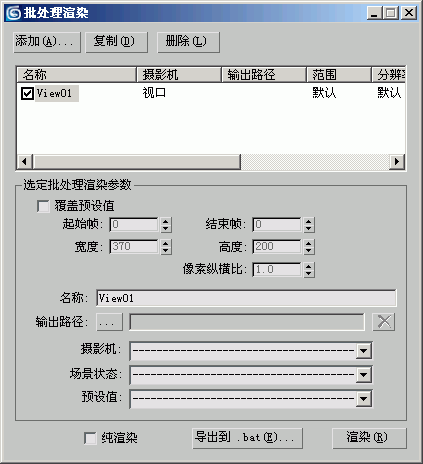 批处理渲染
添加(A)... 复制(D) 删除(L)
名称 摄影机 输出路径 范围 分辨率
View01 视口 默认 默认
选定批处理渲染参数
覆盖预设值
起始帧: 0 结束帧: 0
宽度: 370 高度: 200
像素纵横比: 1.0
名称: View01
输出路径: ...
摄影机:
场景状态:
预设值:
纯渲染 导出到 .bat(E)... 渲染(R)